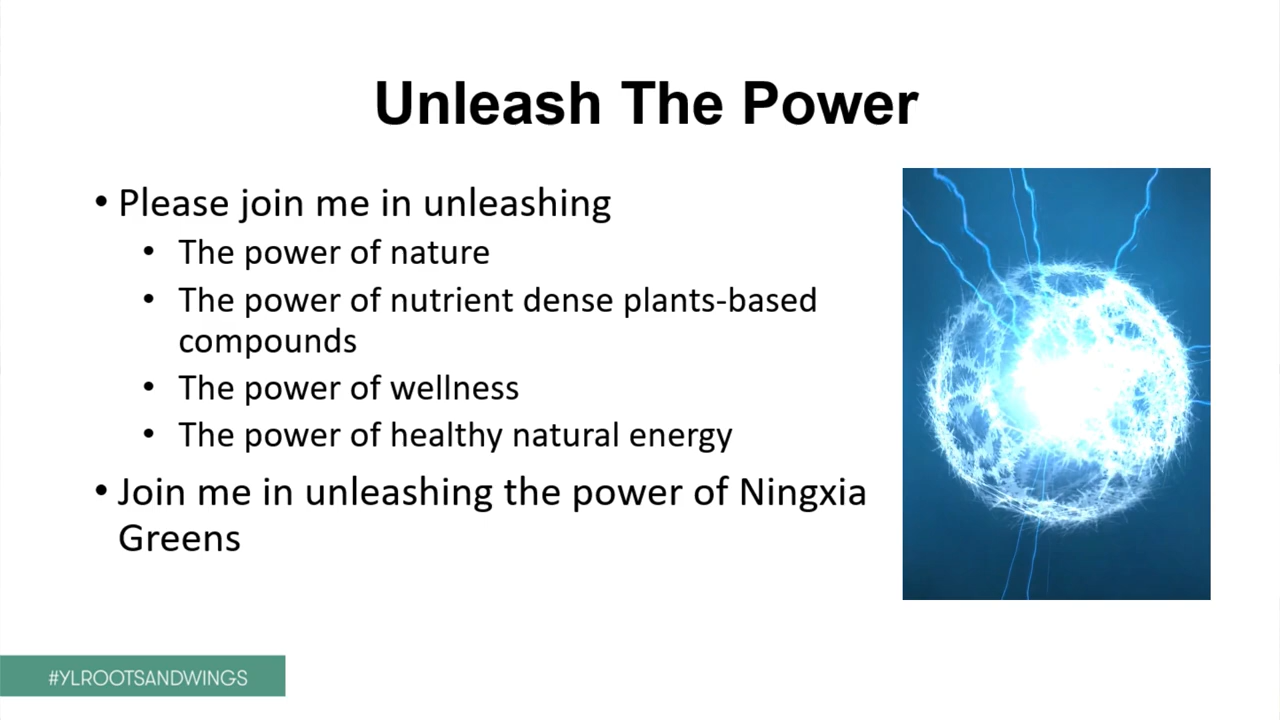 Unleash The Power
• Please join me in unleashing
• The power of nature
• The power of nutrient dense plants-based
compounds
• The power of wellness
• The power of healthy natural energy
• Join me in unleashing the power of Ningxia
Greens
#YLROOTSANDWINGS